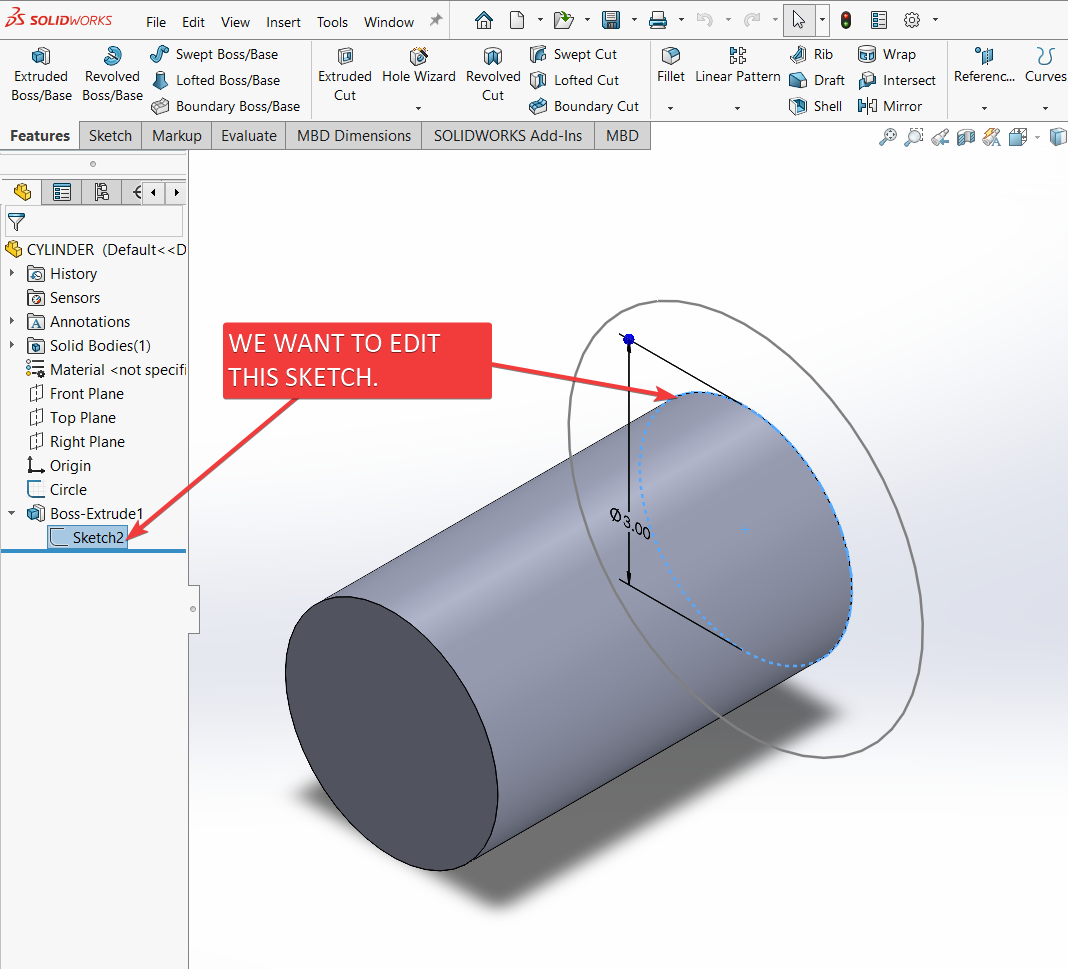 SOLIDWORKS File Edit View Insert Tools Window
Extruded Boss/Base
Revolved Boss/Base
Swept Boss/Base
Lofted Boss/Base
Boundary Boss/Base
Extruded Cut
Hole Wizard
Revolved Cut
Swept Cut
Lofted Cut
Boundary Cut
Fillet
Linear Pattern
Rib
Draft
Shell
Wrap
Intersect
Mirror
Referenc...
Curves
Features Sketch Markup Evaluate MBD Dimensions SOLIDWORKS Add-Ins MBD
CYLINDER (Default<<D
History
Sensors
Annotations
Solid Bodies(1)
Material <not specifi
Front Plane
Top Plane
Right Plane
Origin
Circle
Boss-Extrude1
Sketch2
WE WANT TO EDIT
THIS SKETCH.
Ø3.00